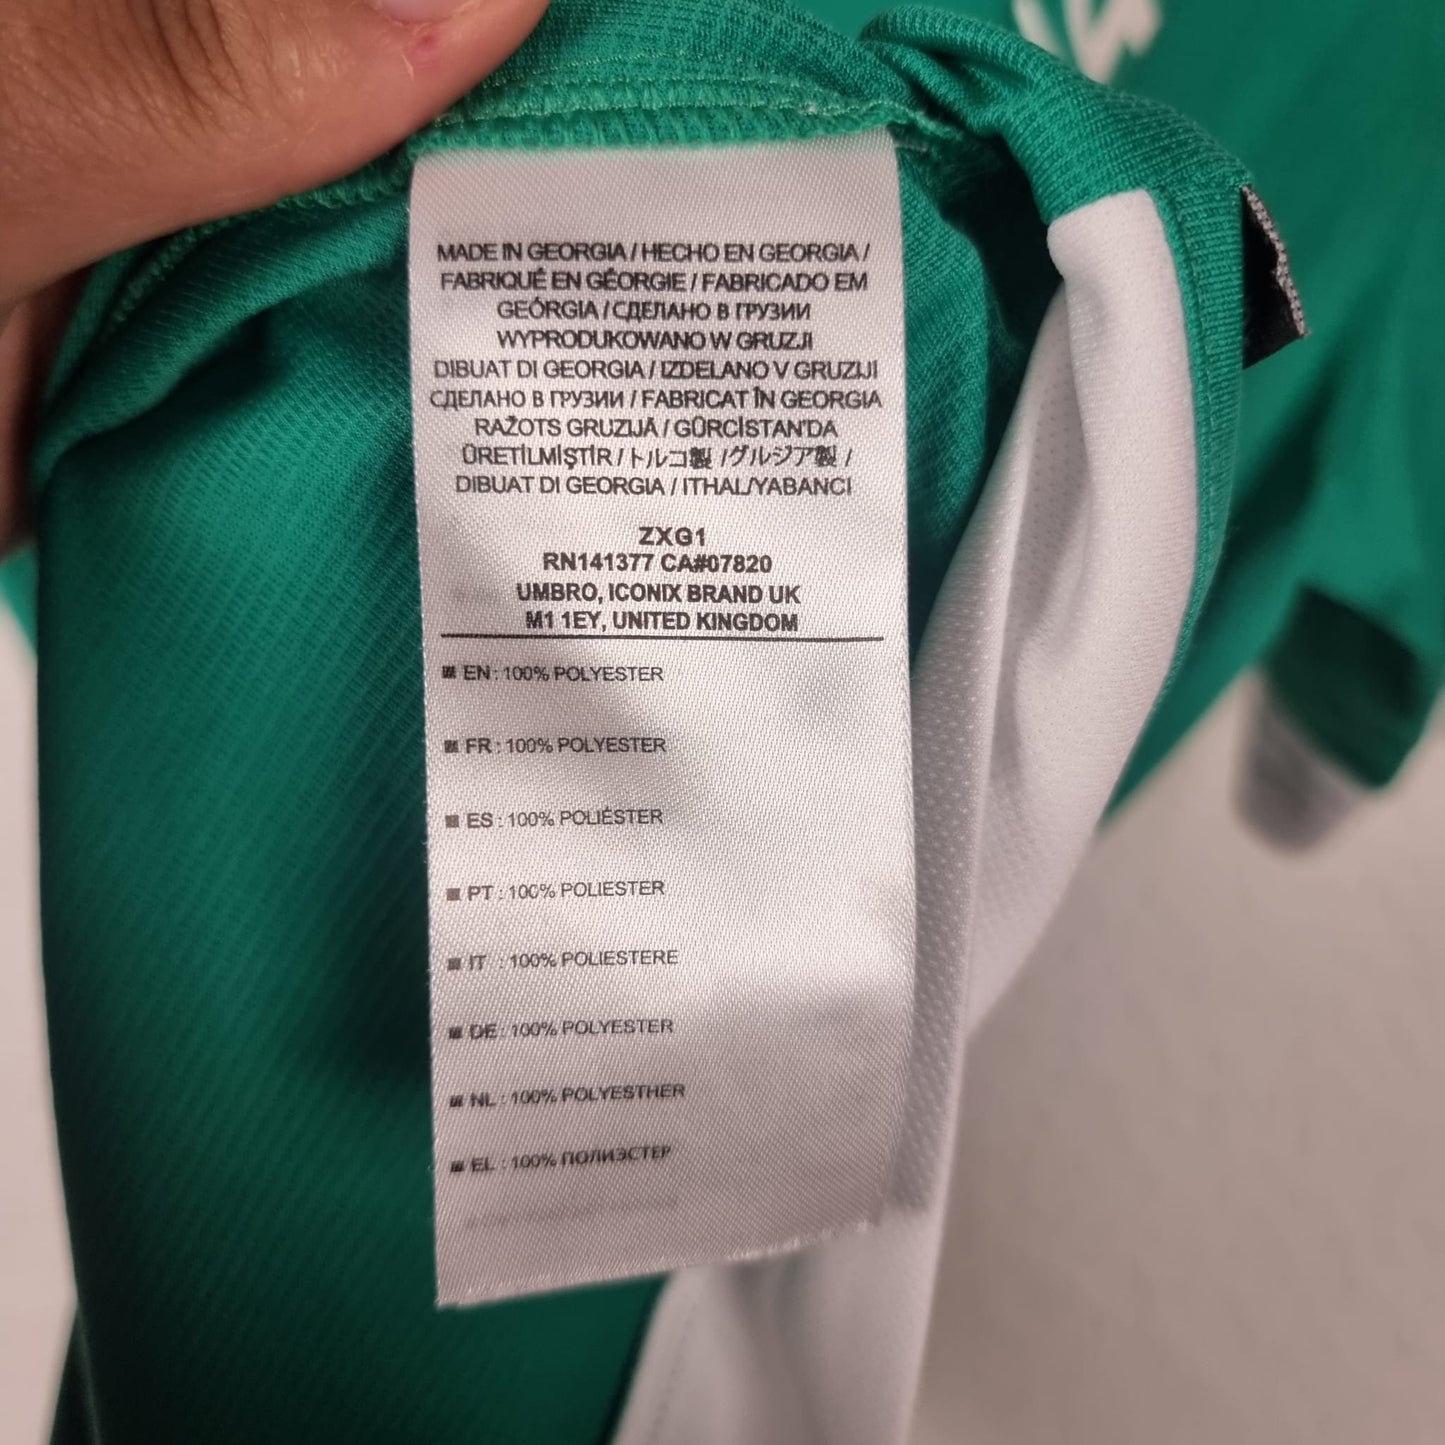 MADE IN GEORGIA / HECHO EN GEORGIA /
FABRIQUÉ EN GÉORGIE / FABRICADO EM
GEÓRGIA / СДЕЛАНО В ГРУЗИИ
WYPRODUKOWANO W GRUZJI
DIBUAT DI GEORGIA / IZDELANO V GRUZIJI
СДЕЛАНО В ГРУЗИИ / FABRICAT ÎN GEORGIA
RAŽOTS GRUZIJĀ / GÜRCİSTAN'DA
ÜRETİLMİŞTİR / トルコ製 / グルジア製 /
DIBUAT DI GEORGIA / ITHAL/YABANCI
ZXG1
RN141377 CA#07820
UMBRO, ICONIX BRAND UK
M1 1EY, UNITED KINGDOM
EN : 100% POLYESTER
FR : 100% POLYESTER
ES : 100% POLIÉSTER
PT : 100% POLIESTER
IT : 100% POLIESTERE
DE : 100% POLYESTER
NL : 100% POLYESTHER
EL : 100% ПОЛИЭСТЕР